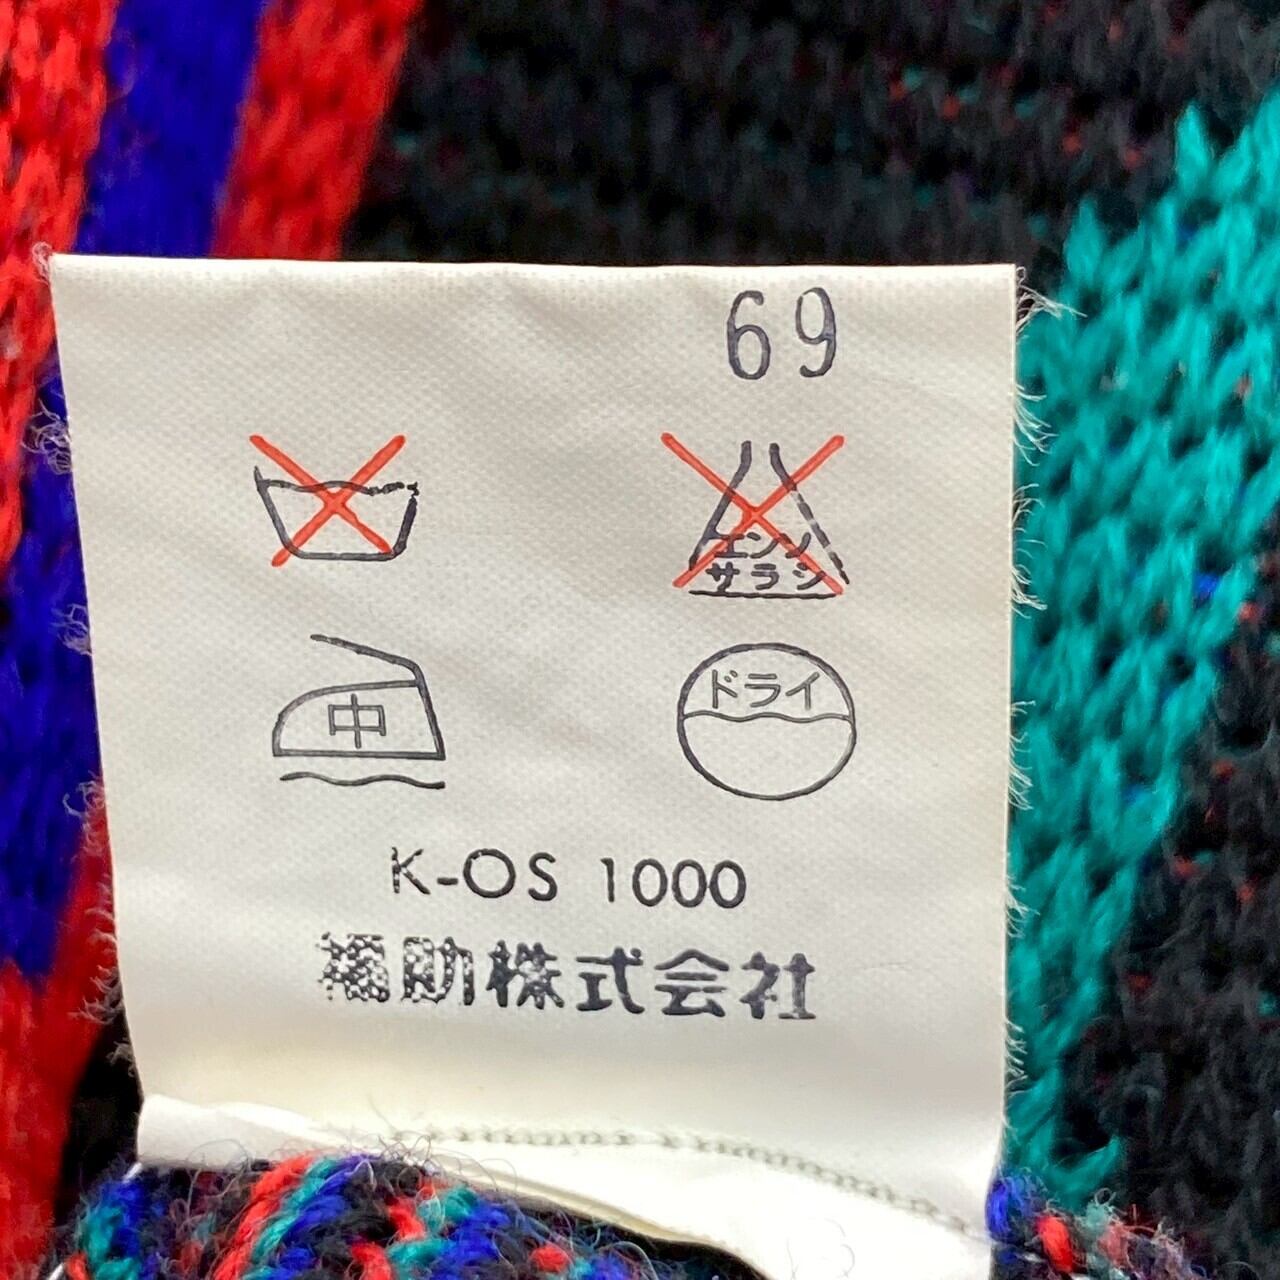 69
エンソ
サラシ
中
ドライ
K-OS 1000
福助株式会社